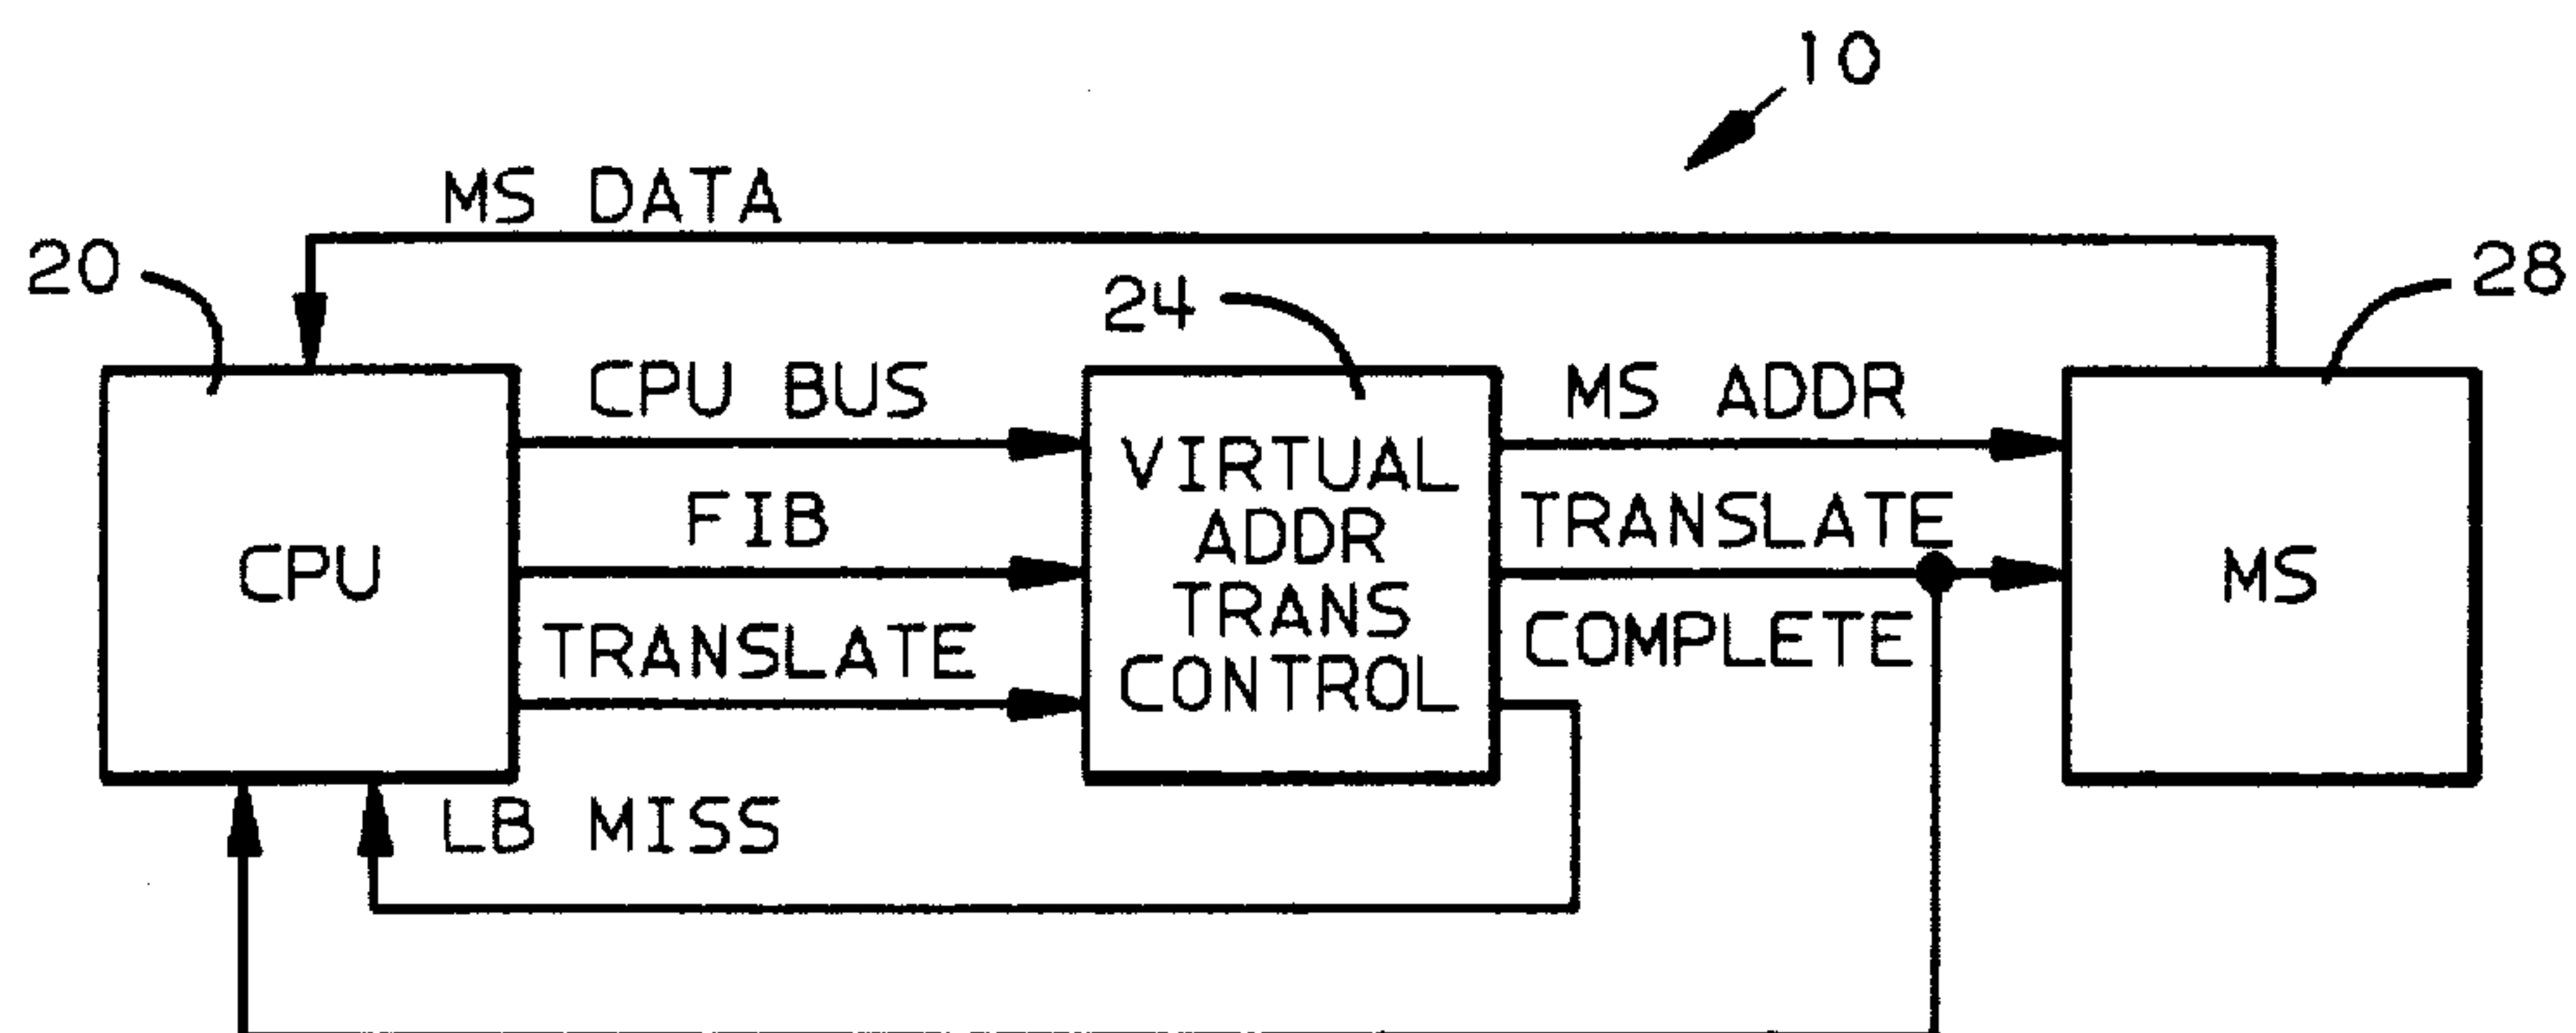 10
MS DATA
20
24
28
CPU BUS
MS ADDR
VIRTUAL
ADDR
TRANS
CONTROL
FIB
TRANSLATE
CPU
MS
TRANSLATE
COMPLETE
LB MISS